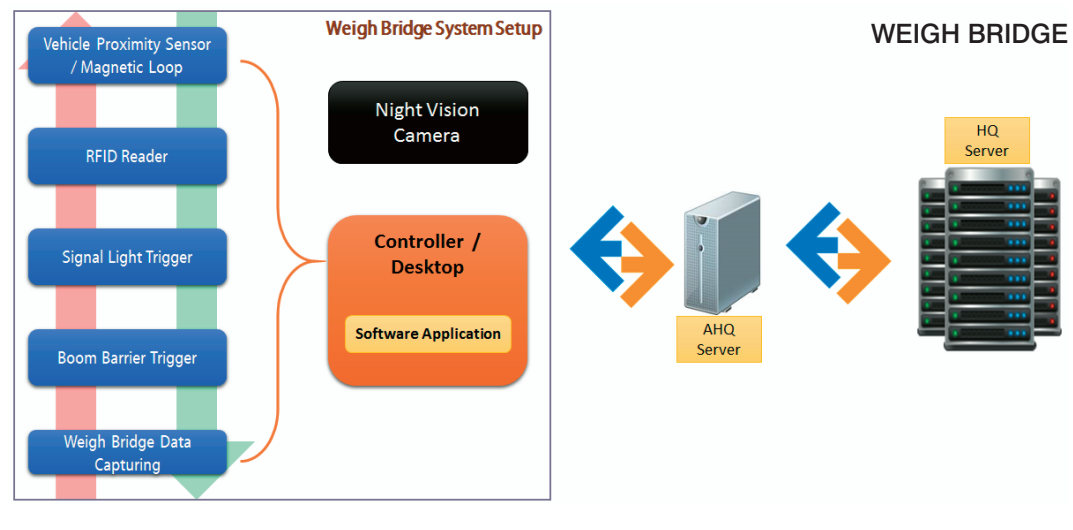 Weigh Bridge System Setup
WEIGH BRIDGE
Vehicle Proximity Sensor
/ Magnetic Loop
RFID Reader
Signal Light Trigger
Boom Barrier Trigger
Weigh Bridge Data
Capturing
Night Vision
Camera
Controller /
Desktop
Software Application
AHQ
Server
HQ
Server